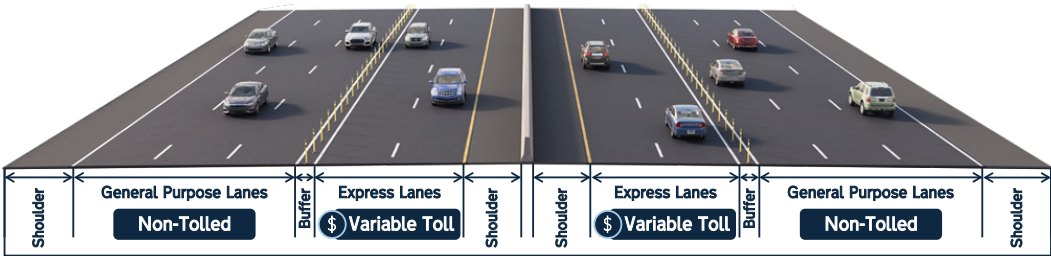 Shoulder
General Purpose Lanes
Non-Tolled
Buffer
Express Lanes
$ Variable Toll
Shoulder
Shoulder
Express Lanes
$ Variable Toll
Buffer
General Purpose Lanes
Non-Tolled
Shoulder